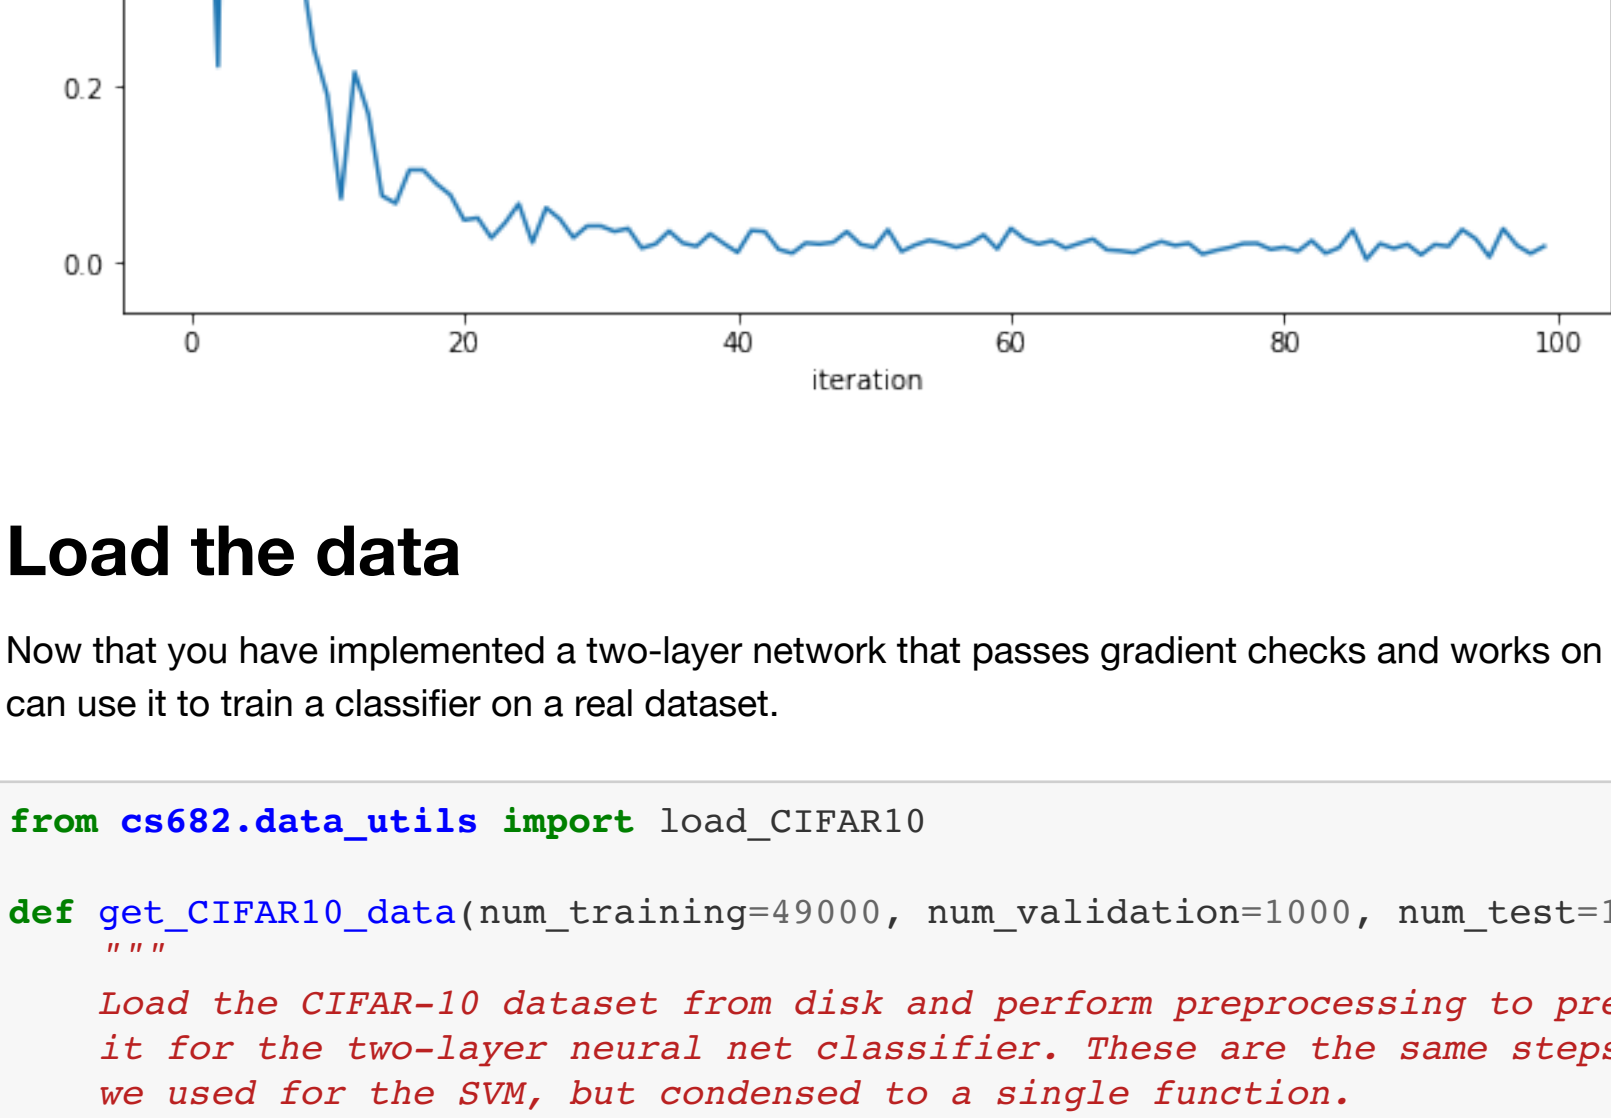 0.2
0.0
0 20 40 60 80 100
iteration
Load the data
Now that you have implemented a two-layer network that passes gradient checks and works on
can use it to train a classifier on a real dataset.
from cs682.data_utils import load_CIFAR10
def get_CIFAR10_data(num_training=49000, num_validation=1000, num_test=1
"""
Load the CIFAR-10 dataset from disk and perform preprocessing to pre
it for the two-layer neural net classifier. These are the same steps
we used for the SVM, but condensed to a single function.